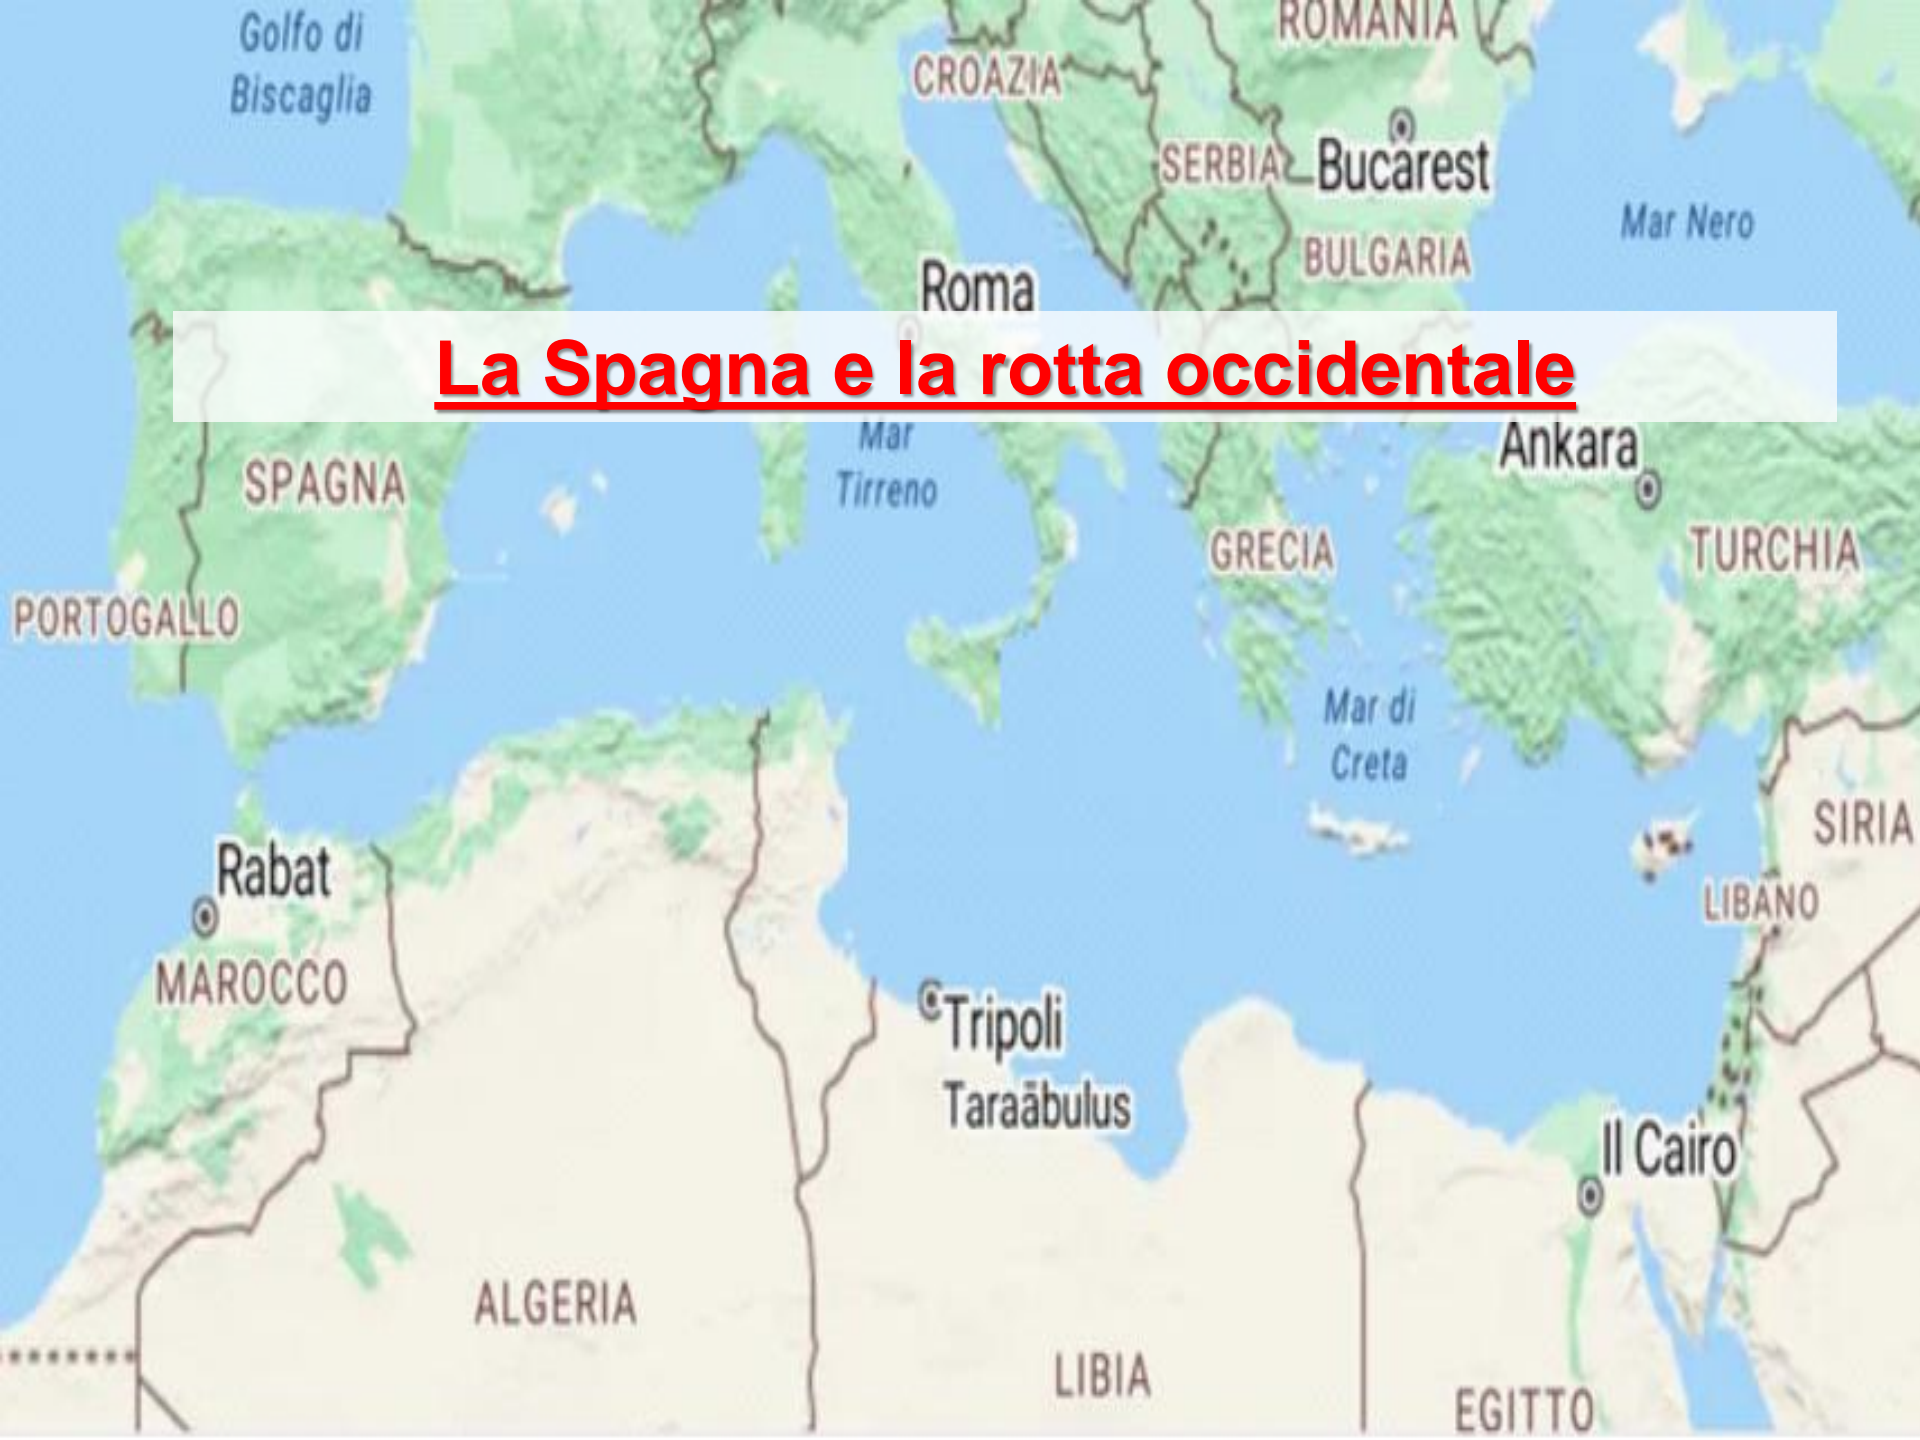 Golfo di
Biscaglia
ROMANIA
CROAZIA
SERBIA
Bucarest
Mar Nero
BULGARIA
Roma
La Spagna e la rotta occidentale
Mar
Tirreno
Ankara
SPAGNA
GRECIA
TURCHIA
PORTOGALLO
Mar di
Creta
SIRIA
Rabat
LIBANO
MAROCCO
Tripoli
Taraābulus
Il Cairo
ALGERIA
LIBIA
EGITTO